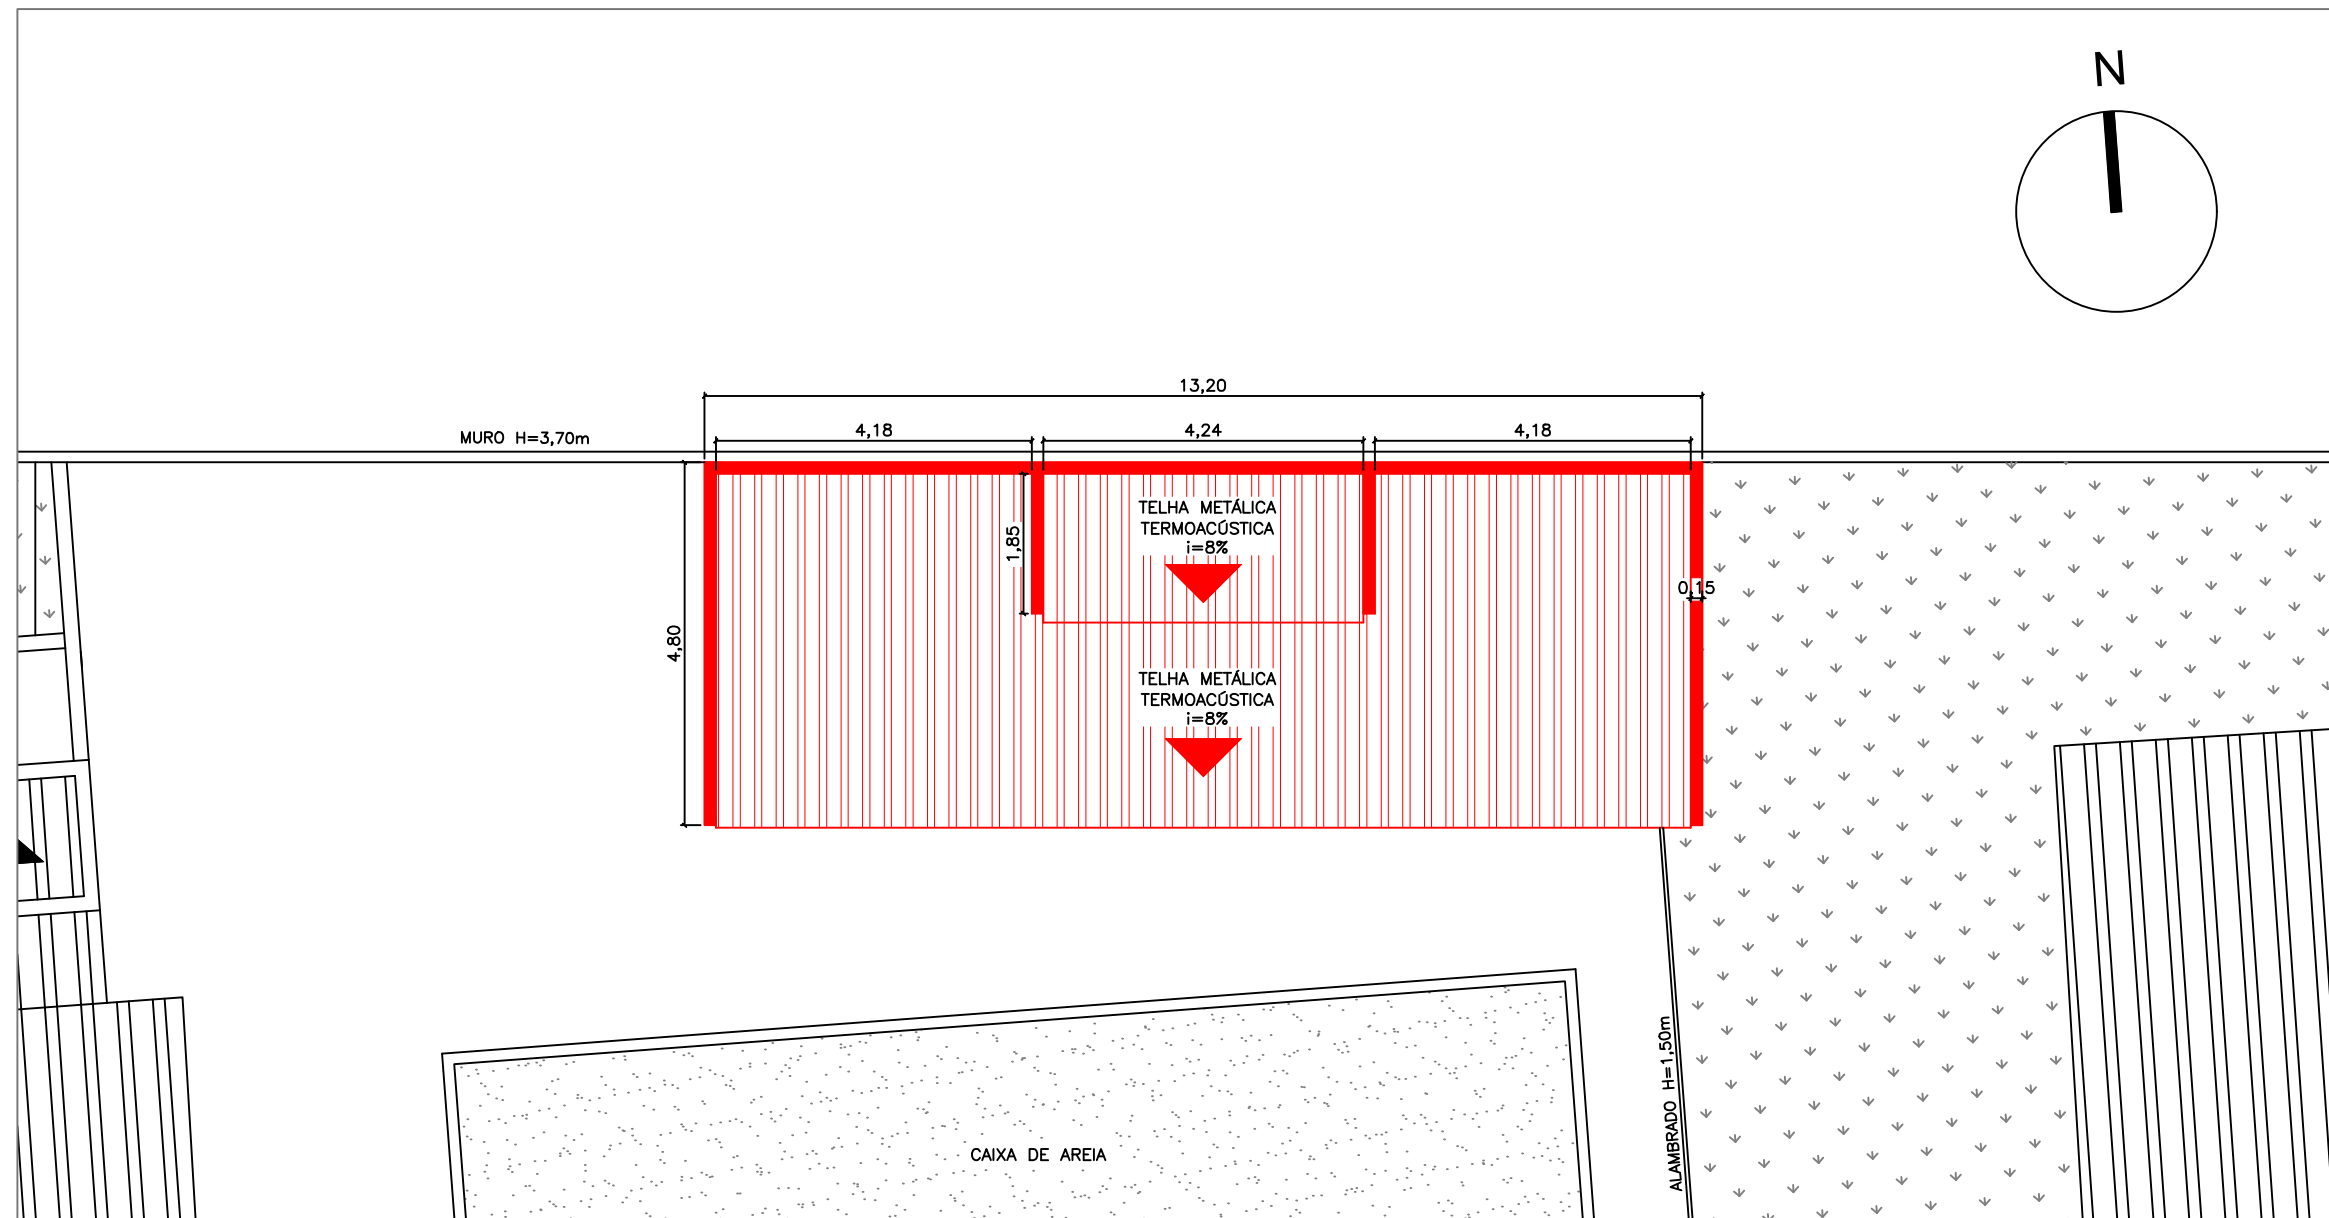 N
13,20
4,18
4,24
4,18
MURO H=3,70m
TELHA METÁLICA
TERMOACÚSTICA
i=8%
1,85
0,15
4,80
TELHA METÁLICA
TERMOACÚSTICA
i=8%
ALAMBRADO H=1,50m
CAIXA DE AREIA